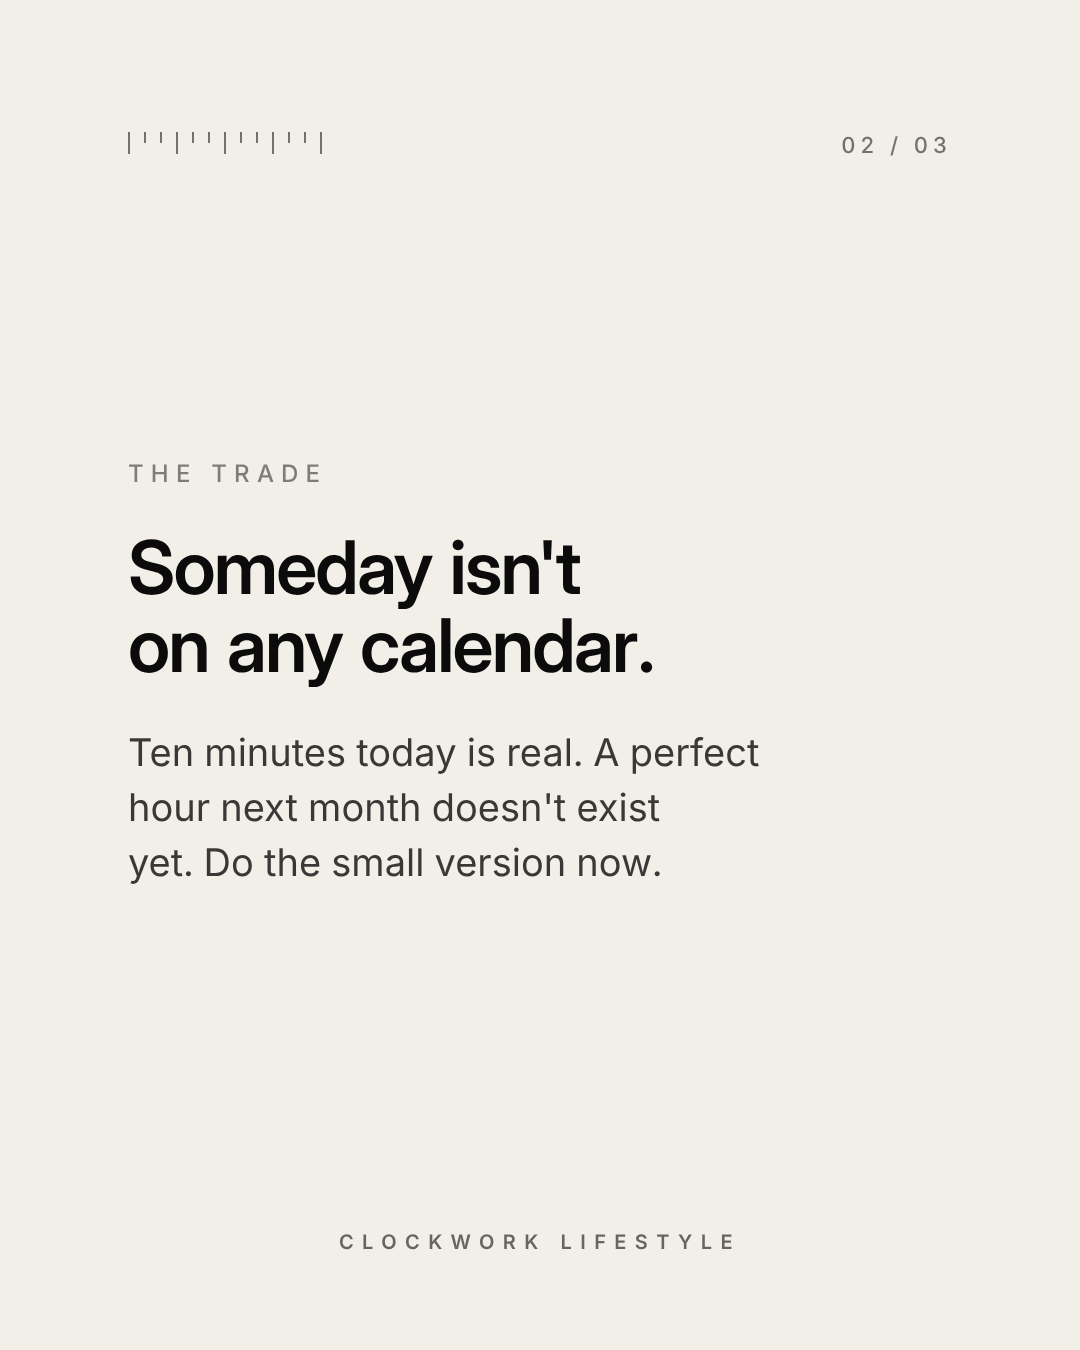 02 / 03
THE TRADE
Someday isn't
on any calendar.
Ten minutes today is real. A perfect
hour next month doesn't exist
yet. Do the small version now.
CLOCKWORK LIFESTYLE